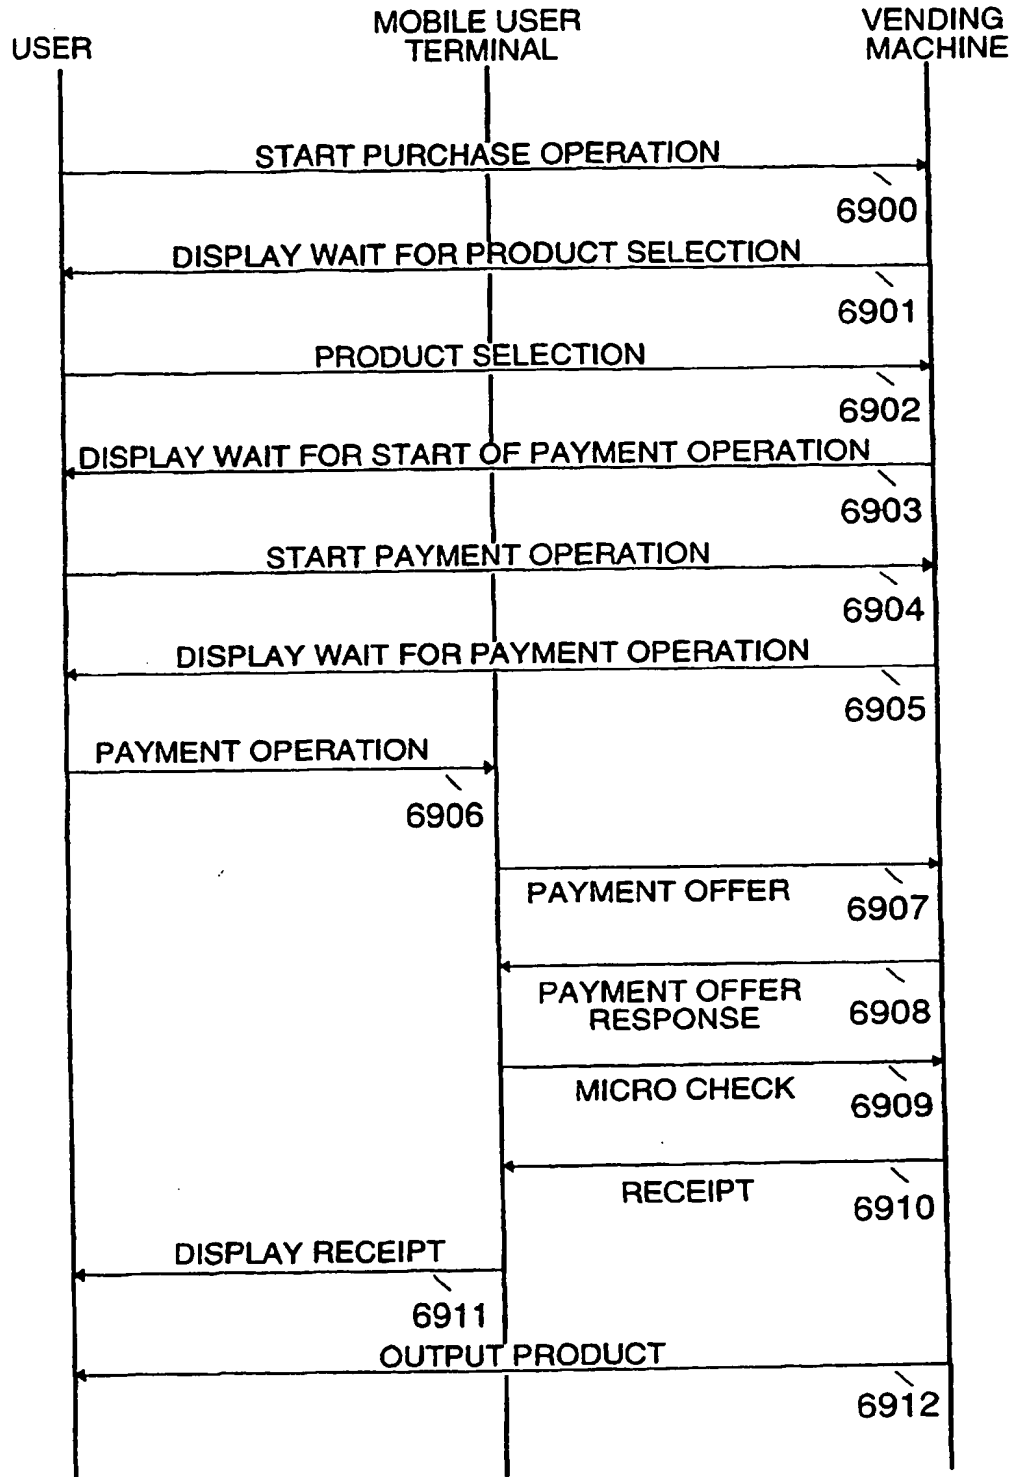 USER
MOBILE USER
TERMINAL
VENDING
MACHINE
START PURCHASE OPERATION
6900
DISPLAY WAIT FOR PRODUCT SELECTION
6901
PRODUCT SELECTION
6902
DISPLAY WAIT FOR START OF PAYMENT OPERATION
6903
START PAYMENT OPERATION
6904
DISPLAY WAIT FOR PAYMENT OPERATION
6905
PAYMENT OPERATION
6906
PAYMENT OFFER
6907
PAYMENT OFFER
RESPONSE
6908
MICRO CHECK
6909
RECEIPT
6910
DISPLAY RECEIPT
6911
OUTPUT PRODUCT
6912